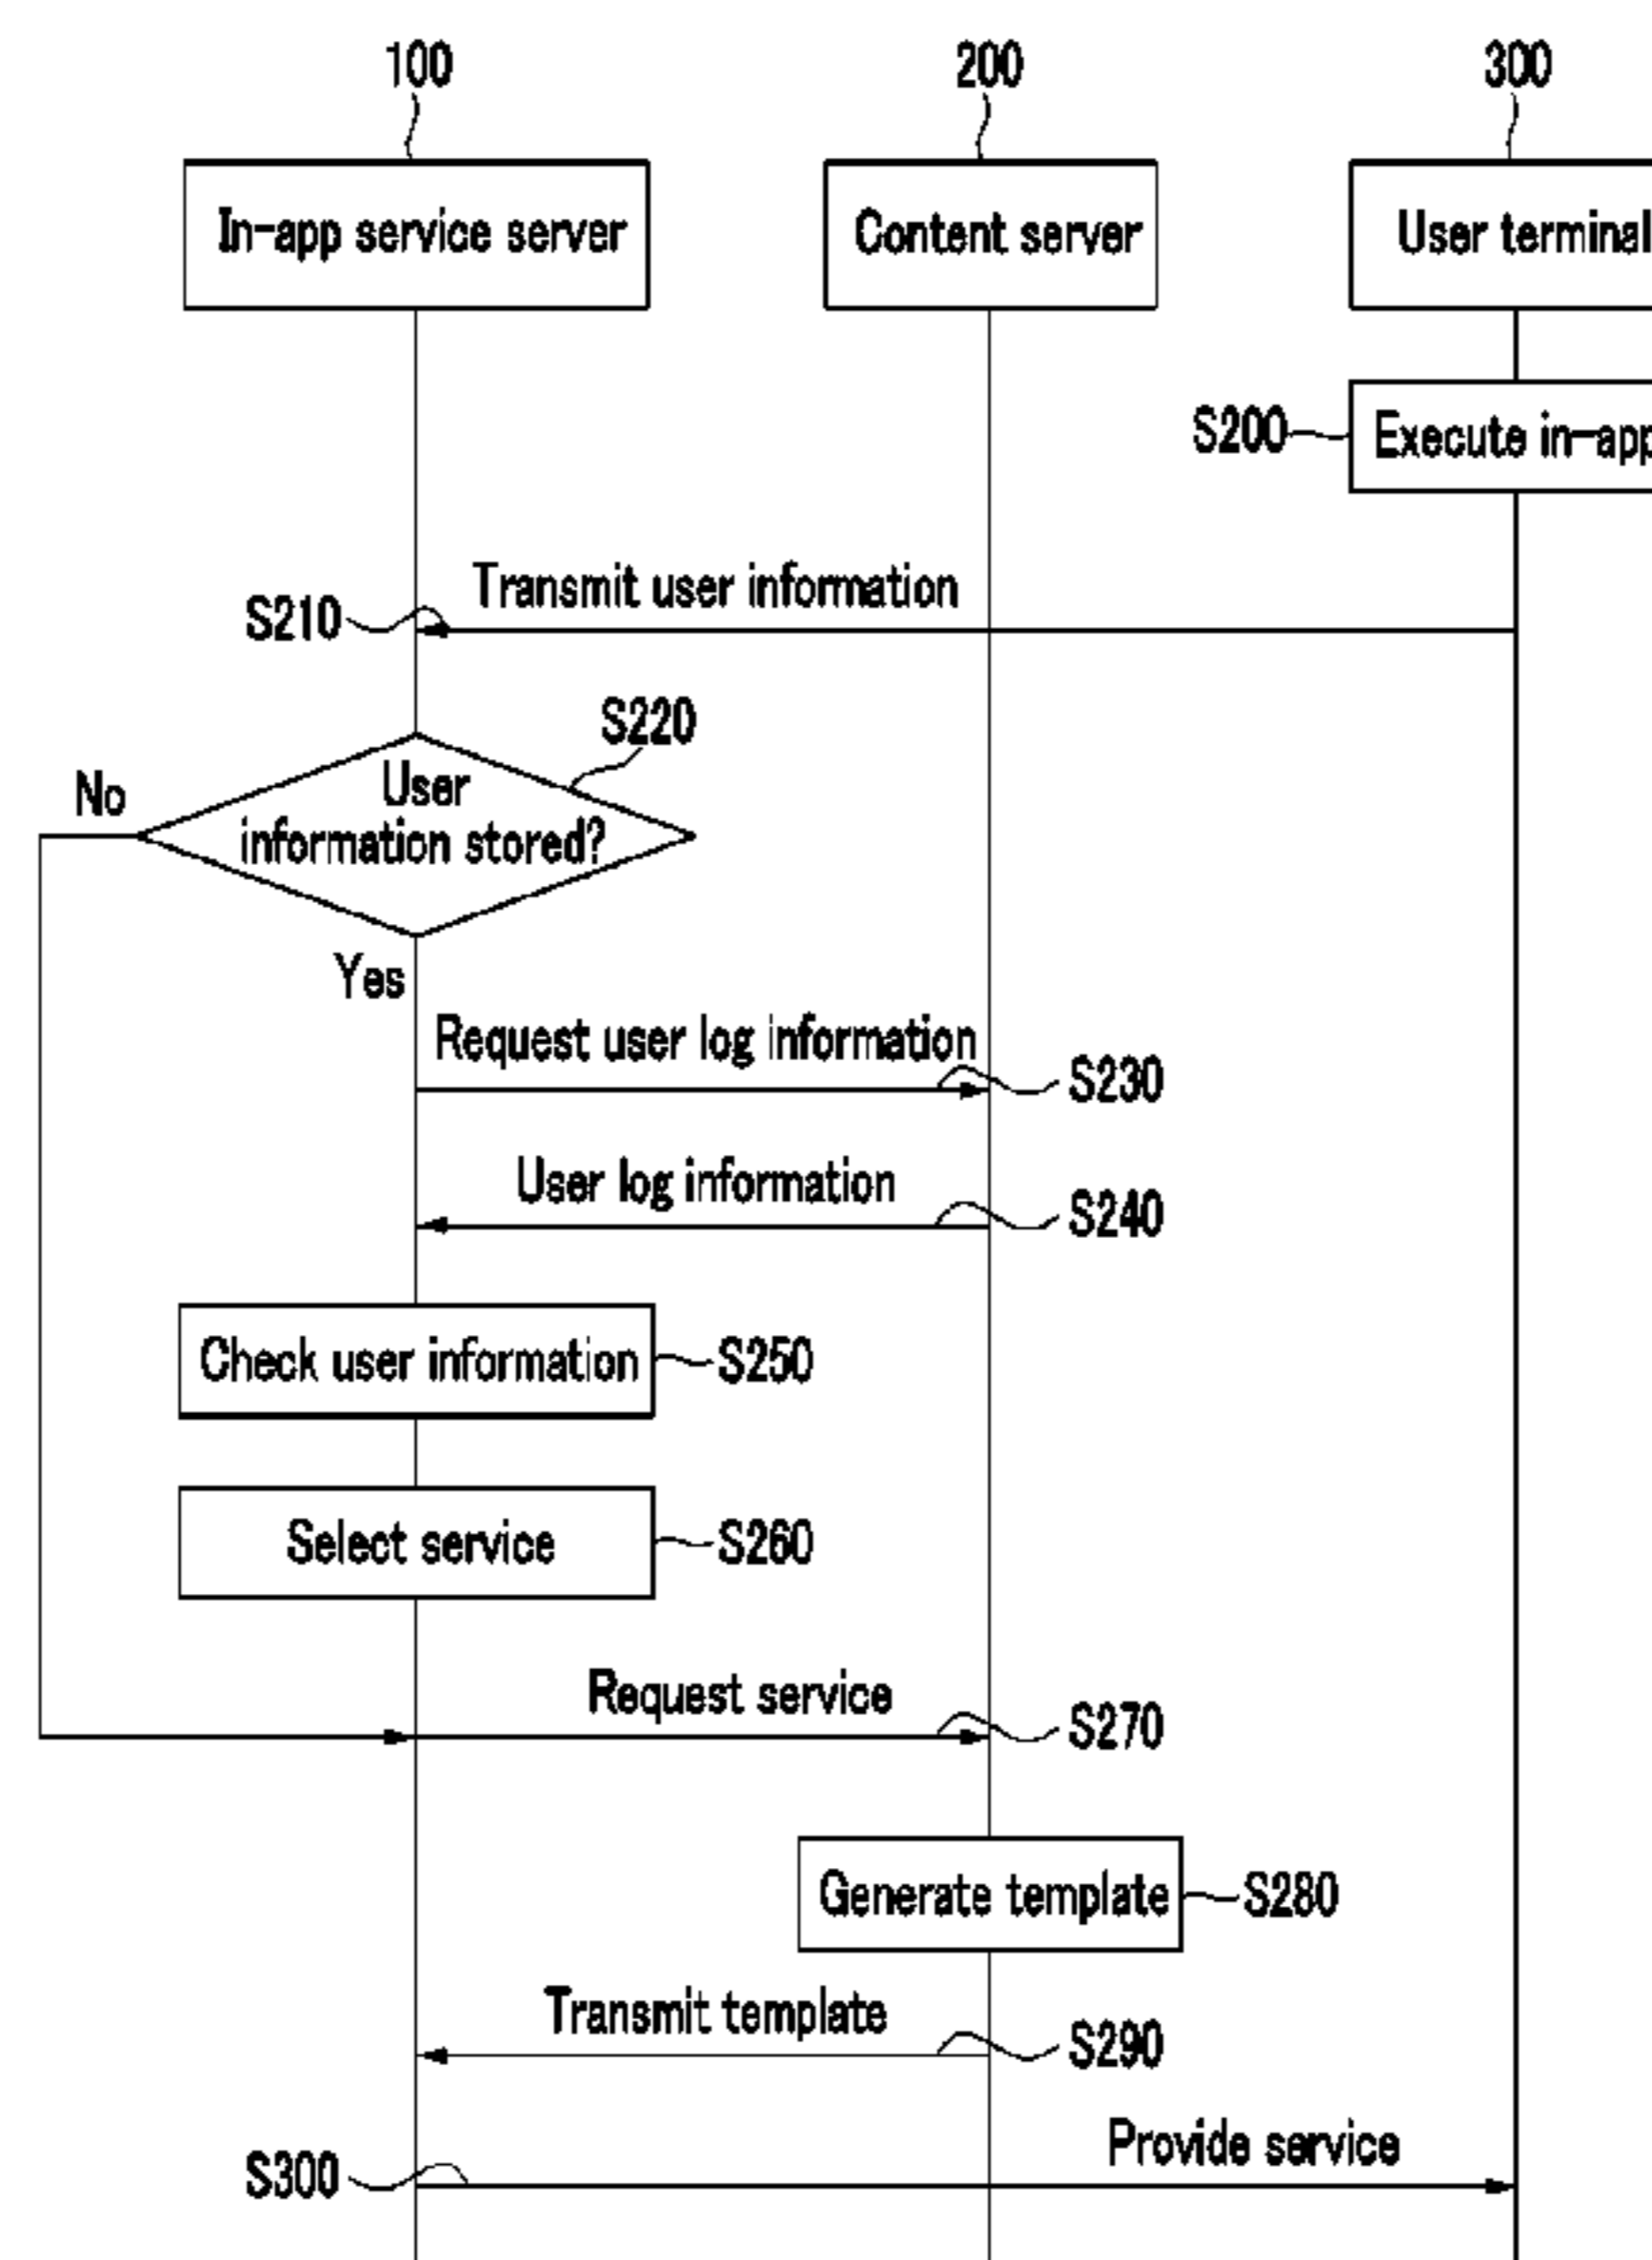 100
200
300
In-app service server
Content server
User terminal
S200
Execute in-app
Transmit user information
S210
S220
No
User
information stored?
Yes
Request user log information
S230
User log information
S240
Check user information
S250
Select service
S260
Request service
S270
Generate template
S280
Transmit template
S290
Provide service
S300